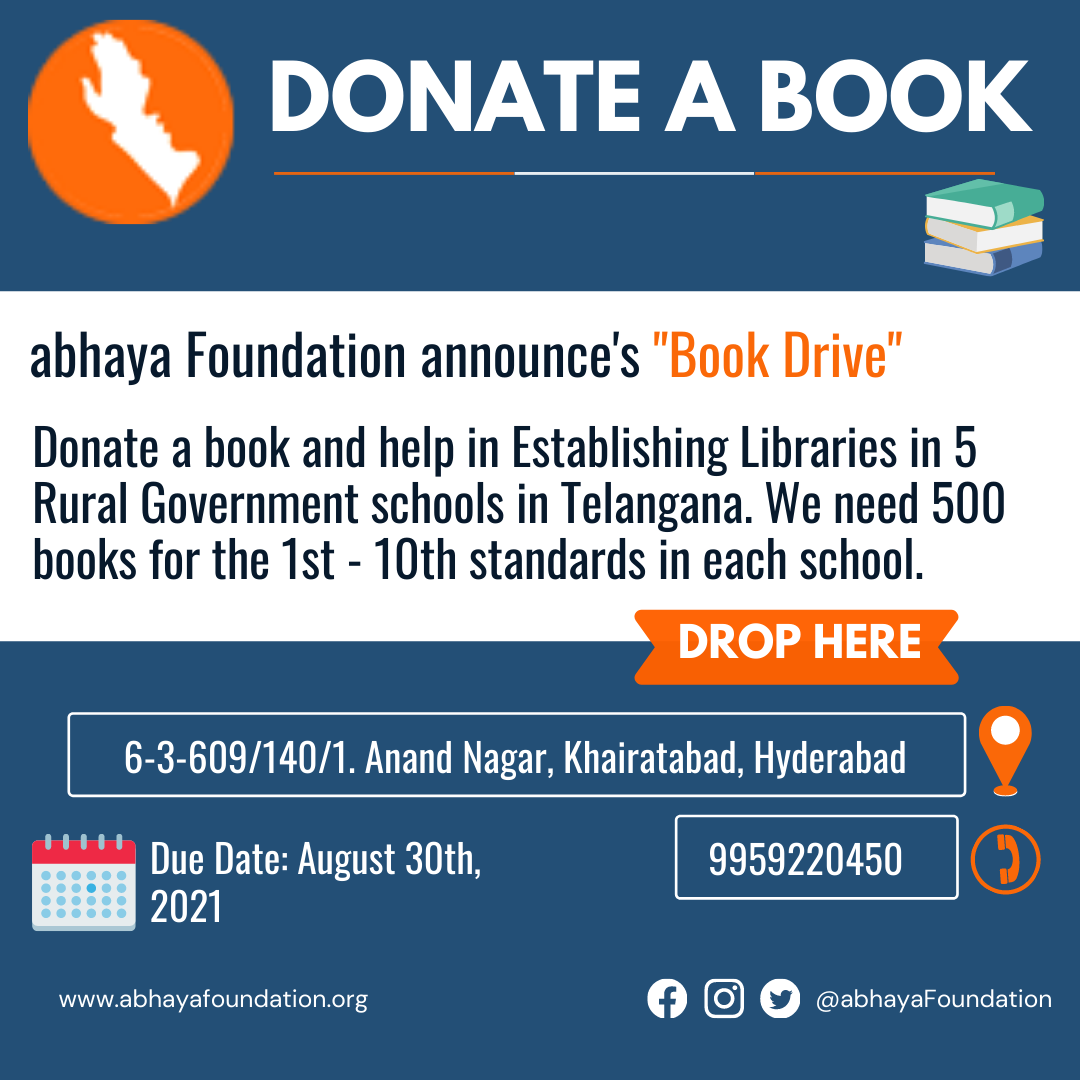 DONATE A BOOK
abhaya Foundation announce's "Book Drive"
Donate a book and help in Establishing Libraries in 5
Rural Government schools in Telangana. We need 500
books for the 1st - 10th standards in each school.
DROP HERE
6-3-609/140/1. Anand Nagar, Khairatabad, Hyderabad
Due Date: August 30th,
2021
9959220450
www.abhayafoundation.org
@abhayaFoundation